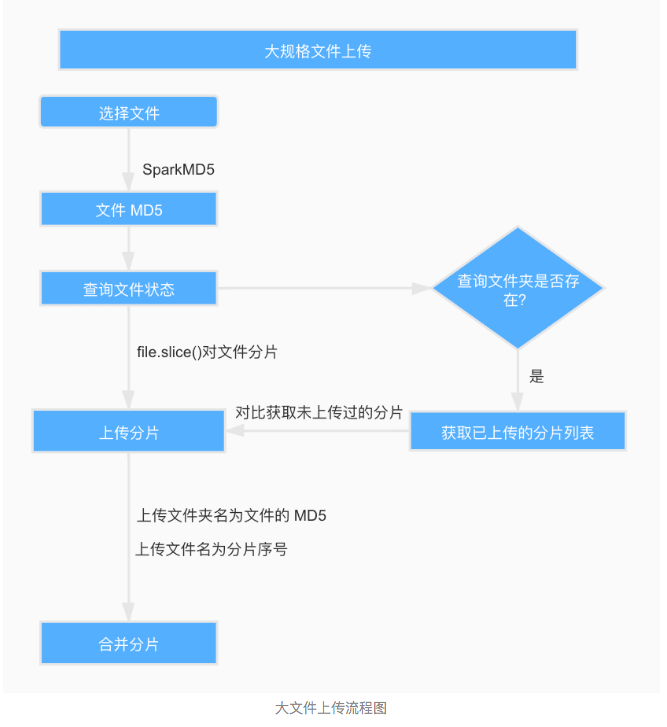 大规格文件上传
选择文件
SparkMD5
文件 MD5
查询文件状态
查询文件夹是否存
在?
file.slice()对文件分片
是
对比获取未上传过的分片
上传分片
获取已上传的分片列表
上传文件夹名为文件的 MD5
上传文件名为分片序号
合并分片
大文件上传流程图